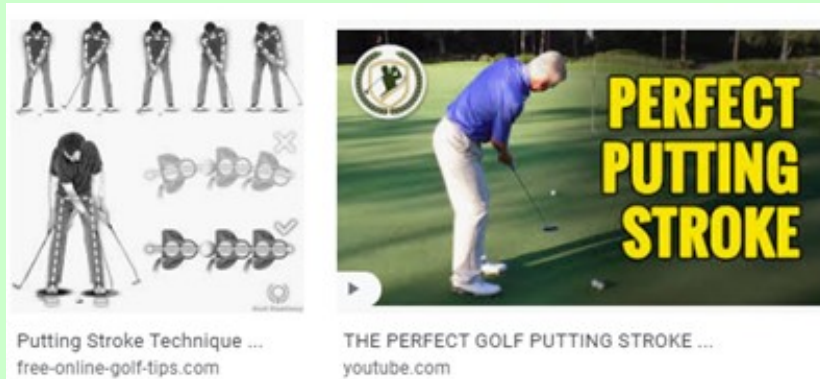 PERFECT
PUTTING
STROKE
Putting Stroke Technique ...
free-online-golf-tips.com
THE PERFECT GOLF PUTTING STROKE ...
youtube.com